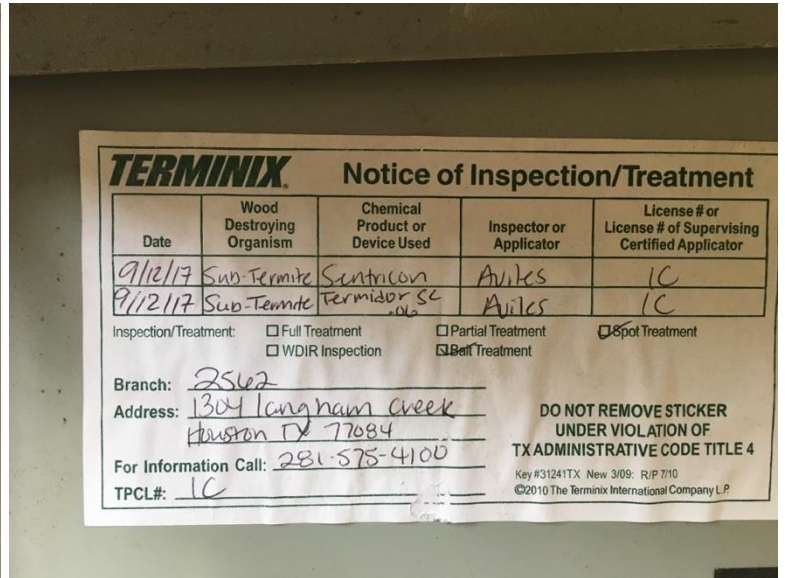 TERMINIX Notice of Inspection/Treatment
Date Wood Destroying Organism Chemical Product or Device Used Inspector or Applicator License # or License # of Supervising Certified Applicator
9/12/17 Sub-Termite Sentricon Aviles 1C
9/12/17 Sub-Termite Termidor SC .06 Aviles 1C
Inspection/Treatment: Full Treatment Partial Treatment Spot Treatment
WDIR Inspection Bait Treatment
Branch: 2562
Address: 1304 langham creek
Houston TX 77084
For Information Call: 281-575-4100
TPCL#: 1C
DO NOT REMOVE STICKER
UNDER VIOLATION OF
TX ADMINISTRATIVE CODE TITLE 4
Key #31241TX New 3/09: R/P 7/10
©2010 The Terminix International Company L.P.